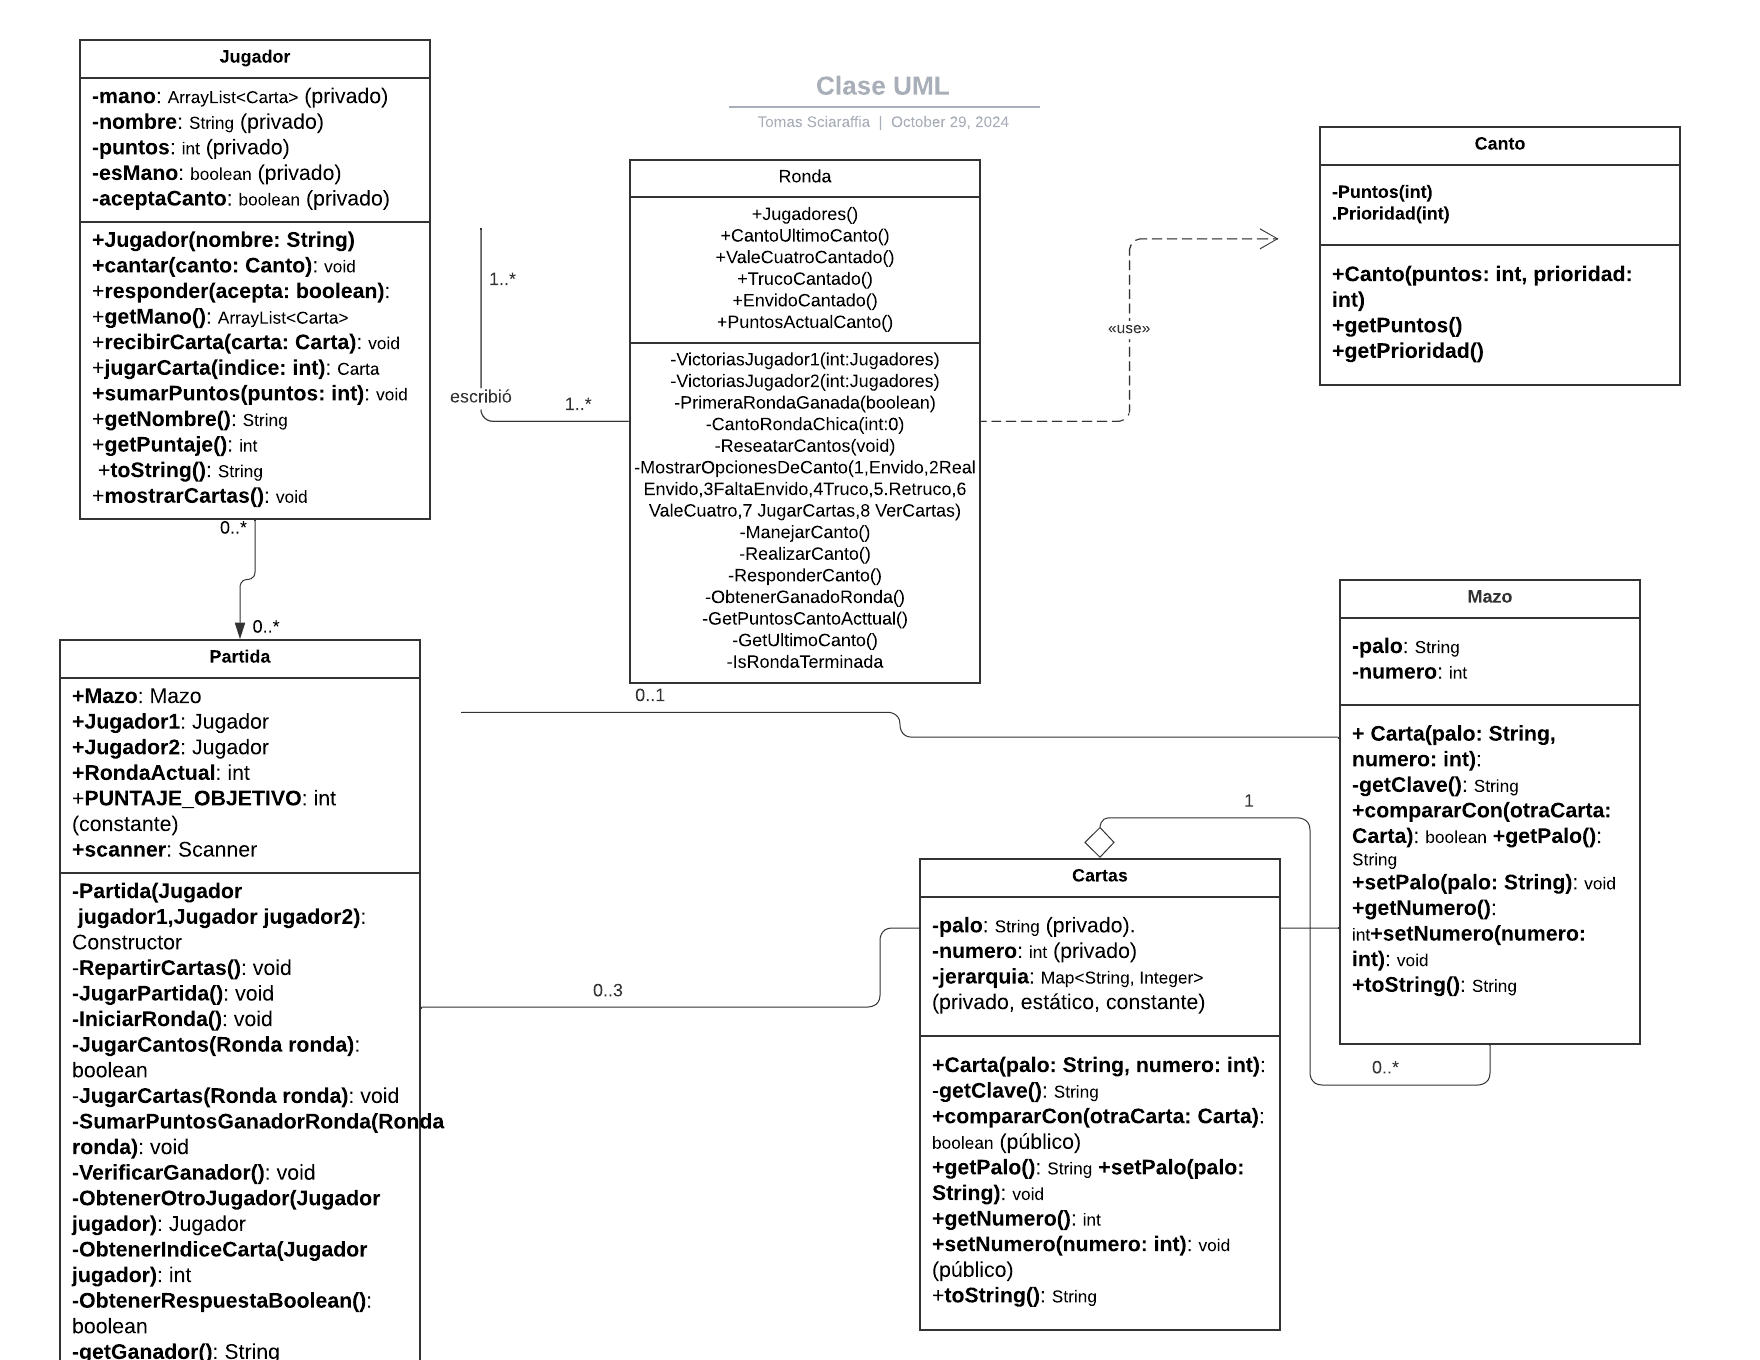 Clase UML
Tomas Sciaraffia | October 29, 2024
Jugador
-mano: ArrayList<Carta> (privado)
-nombre: String (privado)
-puntos: int (privado)
-esMano: boolean (privado)
-aceptaCanto: boolean (privado)
+Jugador(nombre: String)
+cantar(canto: Canto): void
+responder(acepta: boolean):
+getMano(): ArrayList<Carta>
+recibirCarta(carta: Carta): void
+jugarCarta(indice: int): Carta
+sumarPuntos(puntos: int): void
+getNombre(): String
+getPuntaje(): int
+toString(): String
+mostrarCartas(): void
1..*
escribió
1..*
Ronda
+Jugadores()
+CantoUltimoCanto()
+ValeCuatroCantado()
+TrucoCantado()
+EnvidoCantado()
+PuntosActualCanto()
-VictoriasJugador1(int:Jugadores)
-VictoriasJugador2(int:Jugadores)
-PrimeraRondaGanada(boolean)
-CantoRondaChica(int:0)
-ReseatarCantos(void)
-MostrarOpcionesDeCanto(1,Envido,2Real
Envido,3FaltaEnvido,4Truco,5.Retruco,6
ValeCuatro,7 JugarCartas,8 VerCartas)
-ManejarCanto()
-RealizarCanto()
-ResponderCanto()
-ObtenerGanadoRonda()
-GetPuntosCantoActtual()
-GetUltimoCanto()
-IsRondaTerminada
«use»
Canto
-Puntos(int)
.Prioridad(int)
+Canto(puntos: int, prioridad:
int)
+getPuntos()
+getPrioridad()
0..*
0..*
Partida
+Mazo: Mazo
+Jugador1: Jugador
+Jugador2: Jugador
+RondaActual: int
+PUNTAJE_OBJETIVO: int
(constante)
+scanner: Scanner
-Partida(Jugador
jugador1,Jugador jugador2):
Constructor
-RepartirCartas(): void
-JugarPartida(): void
-IniciarRonda(): void
-JugarCantos(Ronda ronda):
boolean
-JugarCartas(Ronda ronda): void
-SumarPuntosGanadorRonda(Ronda
ronda): void
-VerificarGanador(): void
-ObtenerOtroJugador(Jugador
jugador): Jugador
-ObtenerIndiceCarta(Jugador
jugador): int
-ObtenerRespuestaBoolean():
boolean
-getGanador(): String
0..1
0..3
1
Cartas
-palo: String (privado).
-numero: int (privado)
-jerarquia: Map<String, Integer>
(privado, estático, constante)
+Carta(palo: String, numero: int):
-getClave(): String
+compararCon(otraCarta: Carta):
boolean (público)
+getPalo(): String +setPalo(palo:
String): void
+getNumero(): int
+setNumero(numero: int): void
(público)
+toString(): String
Mazo
-palo: String
-numero: int
+ Carta(palo: String,
numero: int):
-getClave(): String
+compararCon(otraCarta:
Carta): boolean +getPalo():
String
+setPalo(palo: String): void
+getNumero():
int+setNumero(numero:
int): void
+toString(): String
0..*